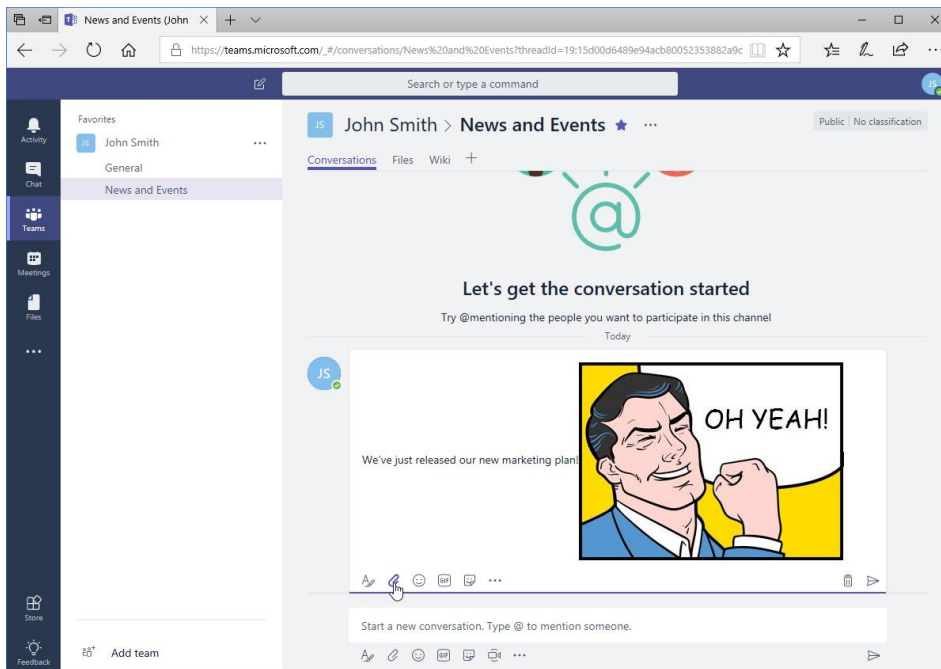 News and Events (John
https://teams.microsoft.com/_#/conversations/News%20and%20Events?threadId=19:15d00d6489e94acb80052353882a9c
Search or type a command
JS
Activity
Chat
Teams
Meetings
Files
Store
Feedback
Favorites
JS John Smith
General
News and Events
Add team
JS John Smith > News and Events
Public | No classification
Conversations Files Wiki
Let's get the conversation started
Try @mentioning the people you want to participate in this channel
Today
JS
OH YEAH!
We've just released our new marketing plan!
GIF
Start a new conversation. Type @ to mention someone.
GIF